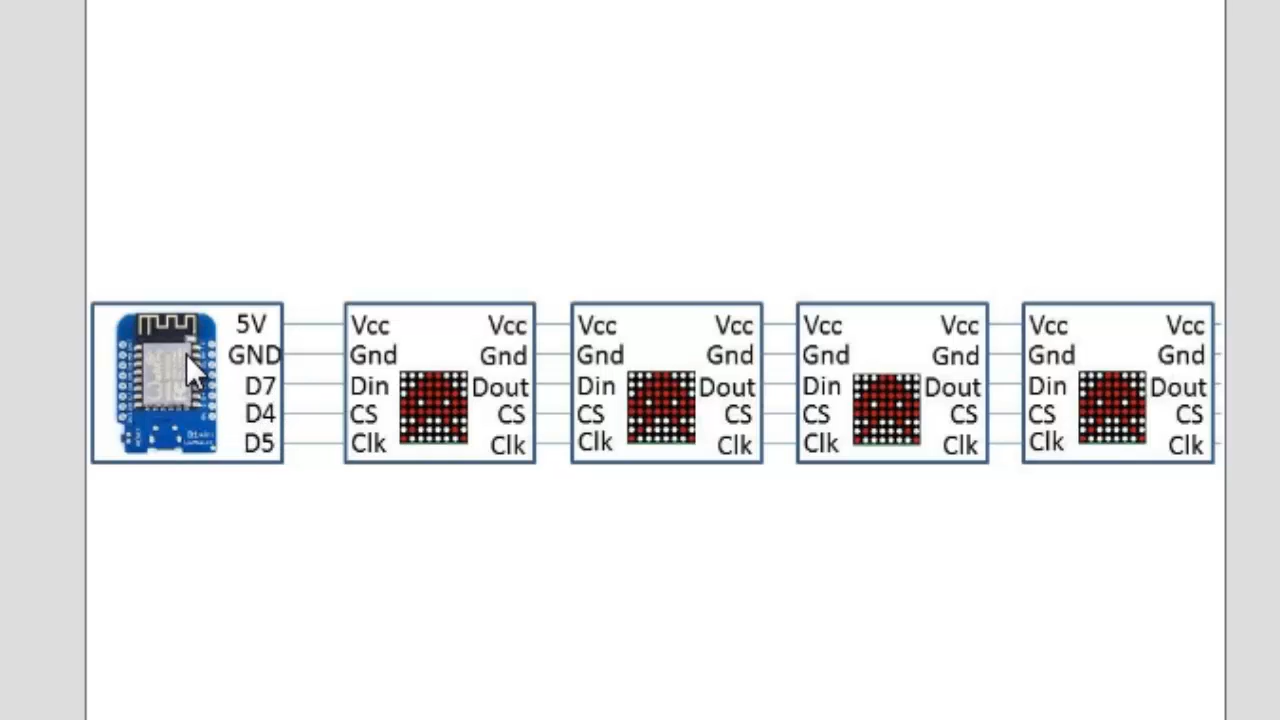 5V
GND
D7
D4
D5
Vcc Vcc
Gnd Gnd
Din Dout
CS CS
Clk Clk
Vcc Vcc
Gnd Gnd
Din Dout
CS CS
Clk Clk
Vcc Vcc
Gnd Gnd
Din Dout
CS CS
Clk Clk
Vcc Vcc
Gnd Gnd
Din Dout
CS CS
Clk Clk